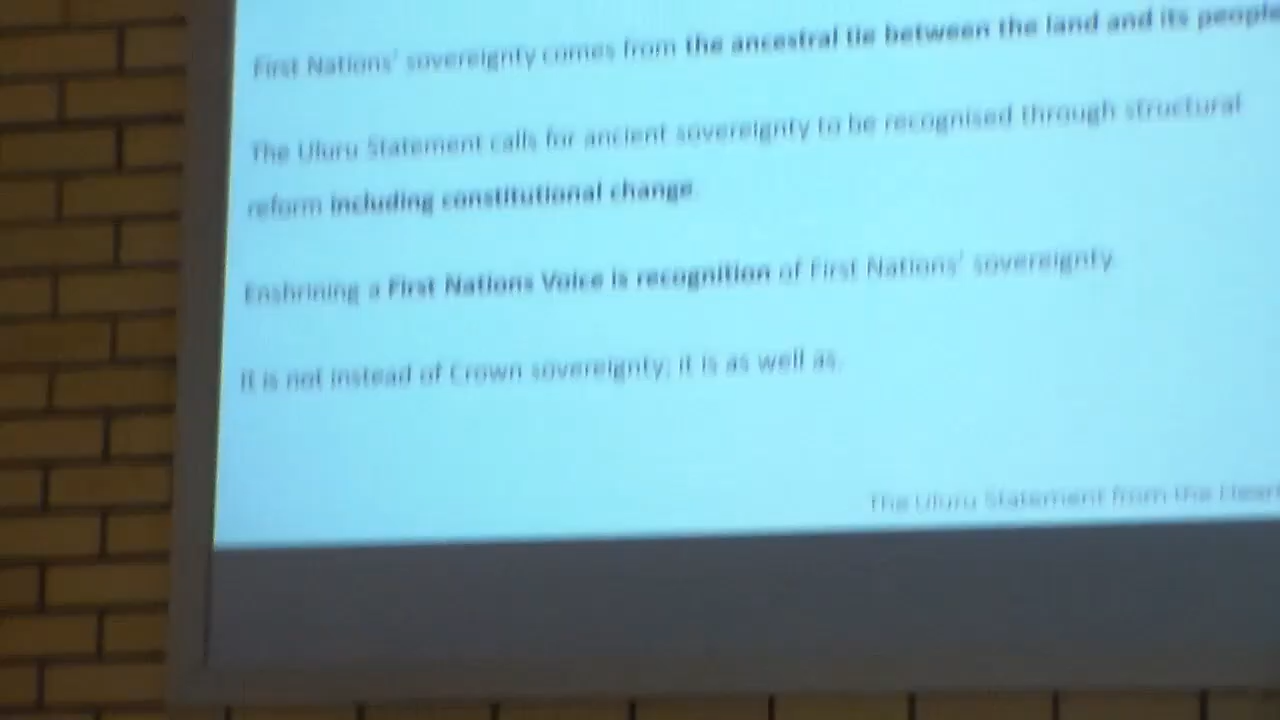 First Nations' sovereignty comes from the ancestral tie between the land and its people
The Uluru Statement calls for ancient sovereignty to be recognised through structural
reform including constitutional change.
Enshrining a First Nations Voice is recognition of First Nations' sovereignty.
It is not instead of Crown sovereignty; it is as well as.
The Uluru Statement from the Heart